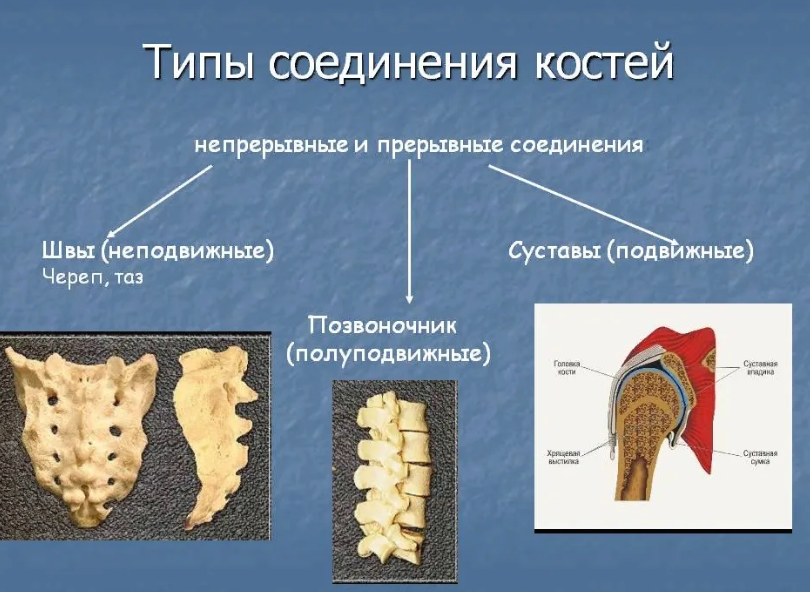 Типы соединения костей
непрерывные и прерывные соединения:
Швы (неподвижные)
Череп, таз
Суставы (подвижные)
Позвоночник
(полуподвижные)
Головка
кости
Суставная
впадина
Хрящевая
выстилка
Суставная
сумка